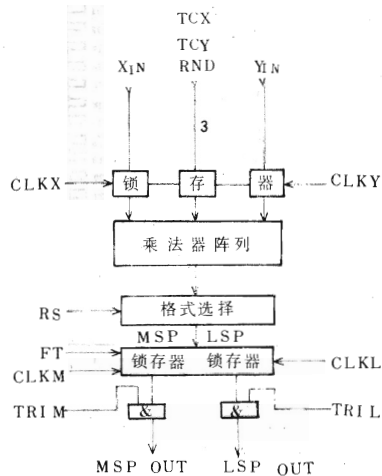 TCX
TCY
XIN RND YIN
3
CLKX 锁 存 器 CLKY
乘法器阵列
RS 格式选择
MSP LSP
FT 锁存器 锁存器 CLKL
CLKM
TRIM & & TRIL
MSP OUT LSP OUT